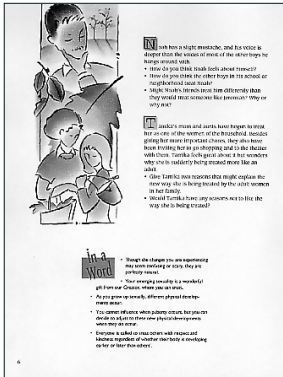 Noah has a slight mustache, and his voice is
deeper than the voices of most of the other boys he
hangs around with.
• How do you think Noah feels about himself?
• How do you think the other boys in his school or
neighborhood treat Noah?
• Might Noah's friends treat him differently than
they would treat someone like Jeremiah? Why or
why not?
Tamika's mom and aunts have begun to treat
her as one of the women of the household. Besides
giving her more important chores, they also have
been inviting her to go shopping and to the theater
with them. Tamika feels great about it but wonders
why she is suddenly being treated more like an
adult.
• Give Tamika two reasons that might explain the
new way she is being treated by the adult women
in her family.
• Would Tamika have any reasons not to like the
way she is being treated?
in a
Word
• Though the changes you are experiencing
may seem confusing or scary, they are
perfectly natural.
• Your emerging sexuality is a wonderful
gift from our Creator, whom you can trust.
• As you grow up sexually, different physical develop-
ments occur.
• You cannot influence when puberty occurs, but you can
decide to adjust to these new physical developments
when they do occur.
• Everyone is called to treat others with respect and
kindness regardless of whether their body is developing
earlier or later than others'.
6